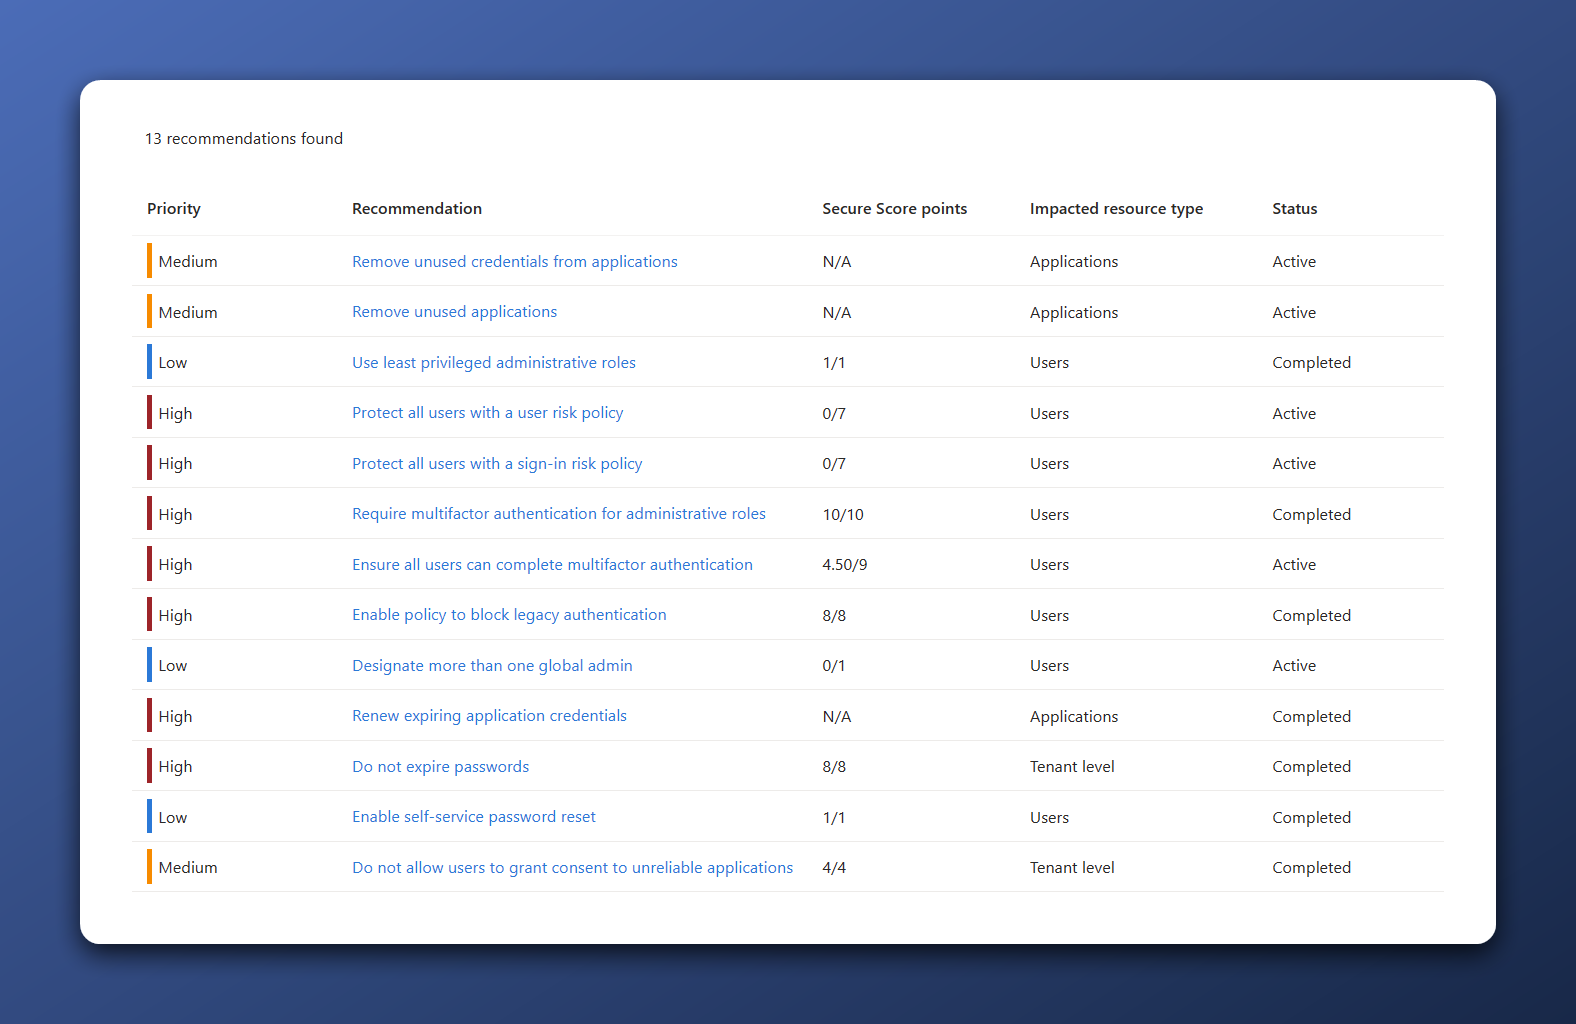 13 recommendations found
Priority Recommendation Secure Score points Impacted resource type Status
Medium Remove unused credentials from applications N/A Applications Active
Medium Remove unused applications N/A Applications Active
Low Use least privileged administrative roles 1/1 Users Completed
High Protect all users with a user risk policy 0/7 Users Active
High Protect all users with a sign-in risk policy 0/7 Users Active
High Require multifactor authentication for administrative roles 10/10 Users Completed
High Ensure all users can complete multifactor authentication 4.50/9 Users Active
High Enable policy to block legacy authentication 8/8 Users Completed
Low Designate more than one global admin 0/1 Users Active
High Renew expiring application credentials N/A Applications Completed
High Do not expire passwords 8/8 Tenant level Completed
Low Enable self-service password reset 1/1 Users Completed
Medium Do not allow users to grant consent to unreliable applications 4/4 Tenant level Completed